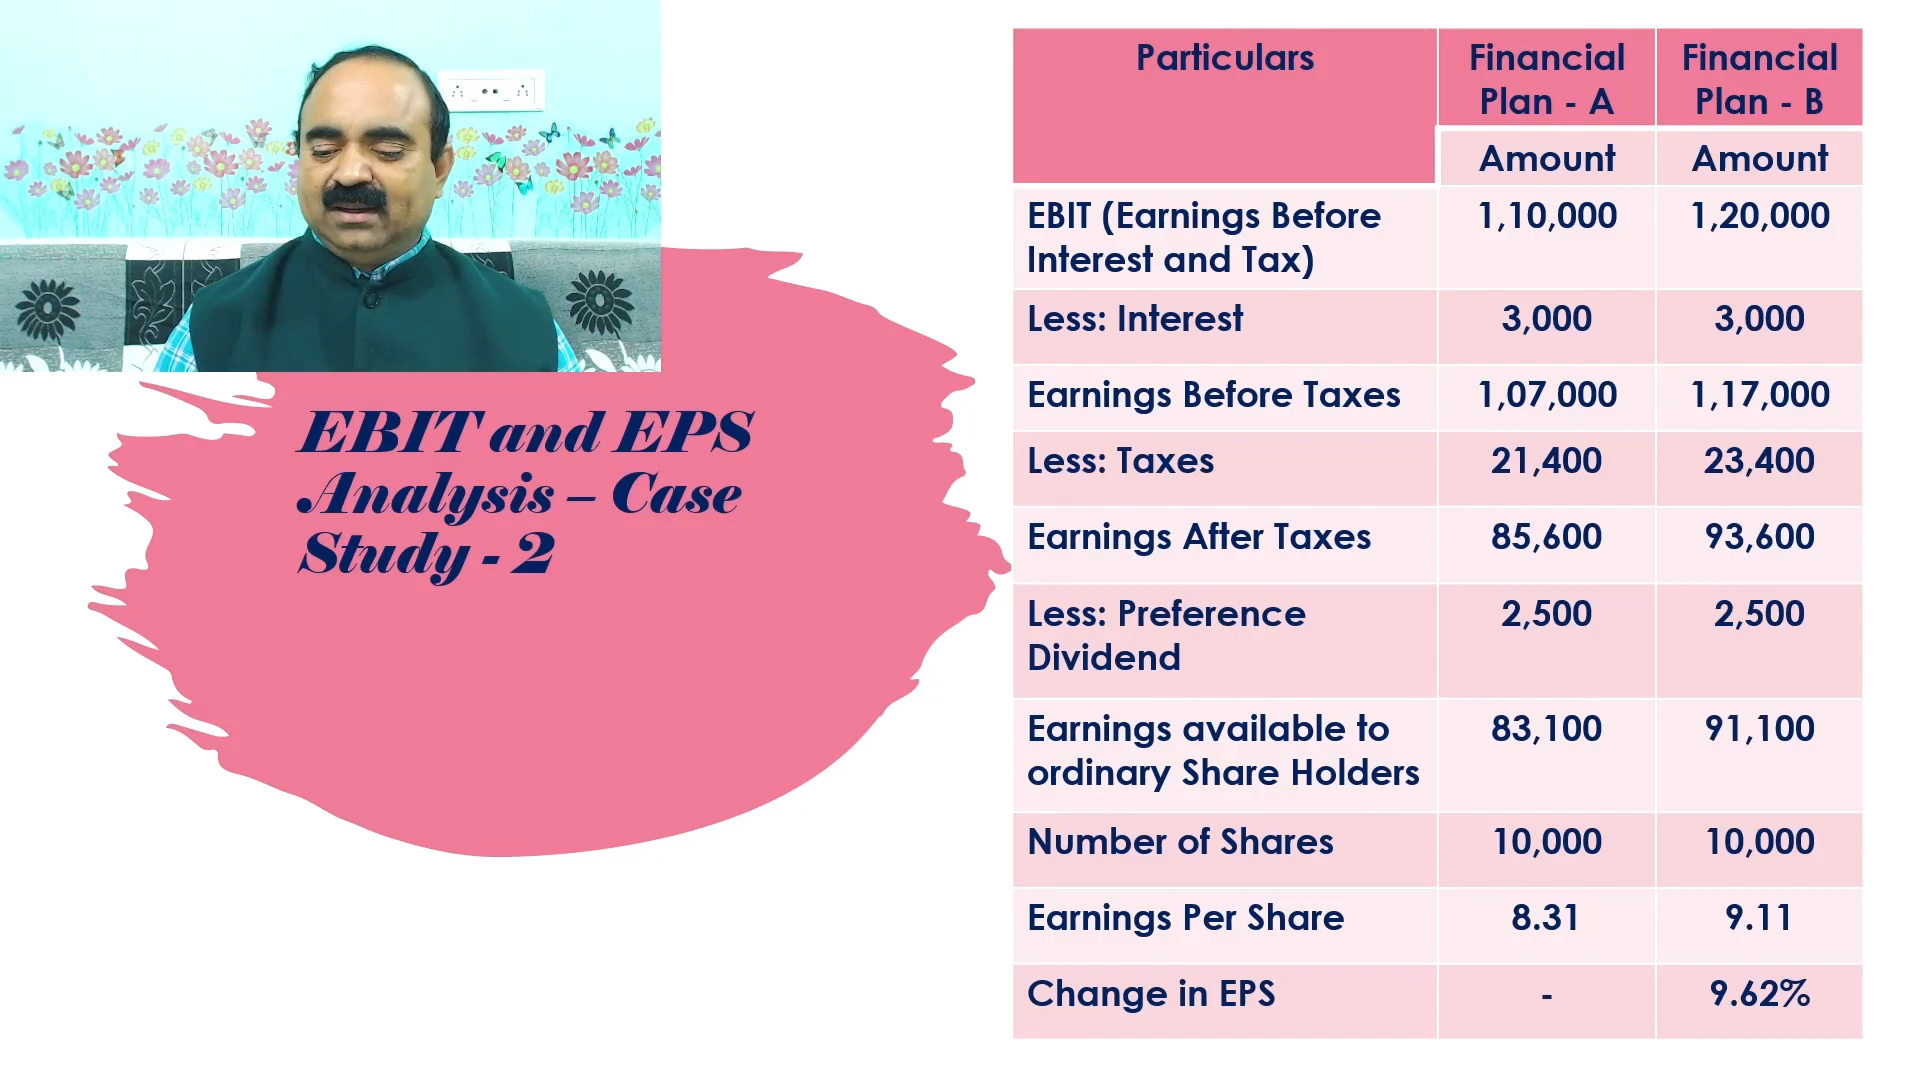 EBIT and EPS
Analysis – Case
Study - 2
Particulars
Financial
Plan - A
Financial
Plan - B
Amount
Amount
EBIT (Earnings Before
Interest and Tax)
1,10,000
1,20,000
Less: Interest
3,000
3,000
Earnings Before Taxes
1,07,000
1,17,000
Less: Taxes
21,400
23,400
Earnings After Taxes
85,600
93,600
Less: Preference
Dividend
2,500
2,500
Earnings available to
ordinary Share Holders
83,100
91,100
Number of Shares
10,000
10,000
Earnings Per Share
8.31
9.11
Change in EPS
-
9.62%